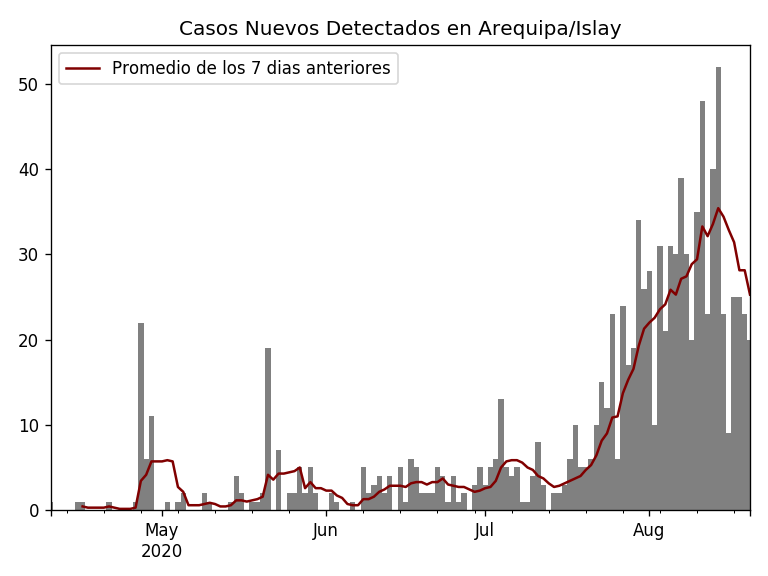 Casos Nuevos Detectados en Arequipa/Islay
Promedio de los 7 dias anteriores
50
40
30
20
10
0
May Jun Jul Aug
2020